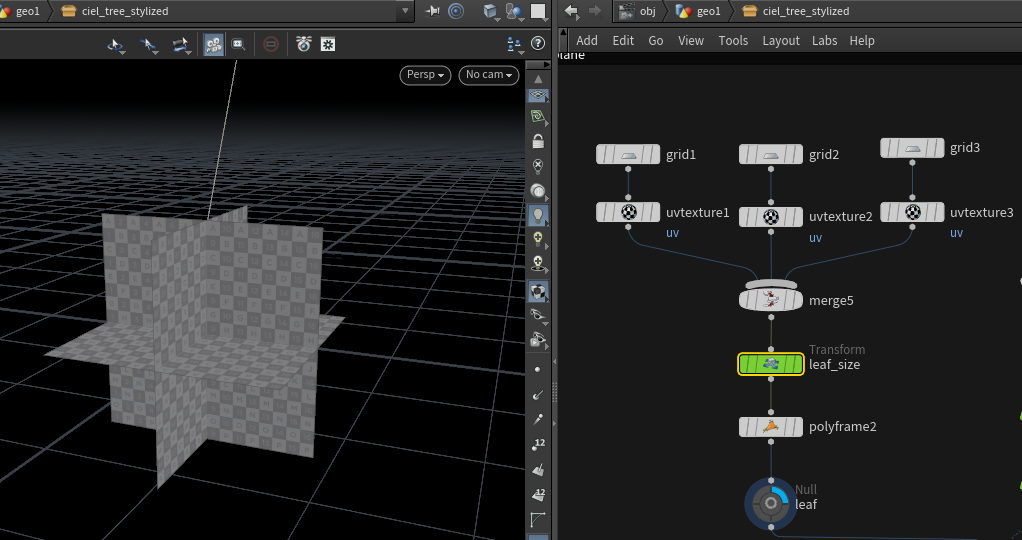 geo1 ciel_tree_stylized
obj geo1 ciel_tree_stylized
Add Edit Go View Tools Layout Labs Help
Persp No cam
grid1
grid2
grid3
uvtexture1
uv
uvtexture2
uv
uvtexture3
uv
merge5
Transform
leaf_size
polyframe2
Null
leaf
12
12